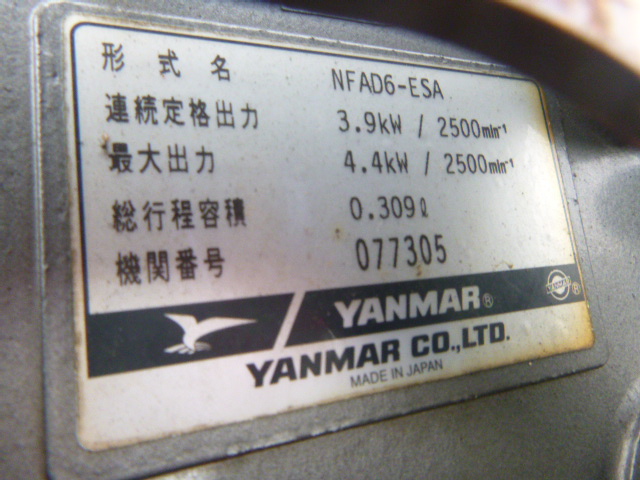 形式名 NFAD6-ESA
連続定格出力 3.9kW / 2500min⁻¹
最大出力 4.4kW / 2500min⁻¹
総行程容積 0.309ℓ
機関番号 077305
YANMAR®
YANMAR ®
YANMAR CO.,LTD.
MADE IN JAPAN